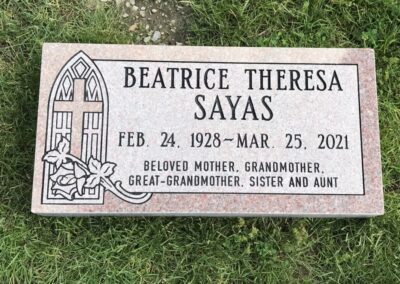 BEATRICE THERESA
SAYAS
FEB. 24, 1928~MAR. 25, 2021
BELOVED MOTHER, GRANDMOTHER,
GREAT-GRANDMOTHER, SISTER AND AUNT